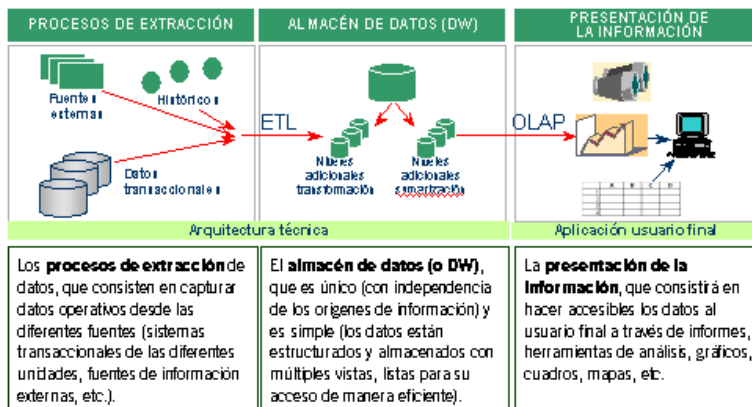 PROCESOS DE EXTRACCIÓN
ALMACÉN DE DATOS (DW)
PRESENTACIÓN DE
LA INFORMACIÓN
Fuentes
externas
Históricos
Datos
transaccionales
ETL
Niveles
adicionales
transformación
Niveles
adicionales
sumarización
OLAP
A B C D
Arquitectura técnica
Aplicación usuario final
Los procesos de extracción de
datos, que consisten en capturar
datos operativos desde las
diferentes fuentes (sistemas
transaccionales de las diferentes
unidades, fuentes de información
externas, etc.).
El almacén de datos (o DW),
que es único (con independencia
de los orígenes de información) y
es simple (los datos están
estructurados y almacenados con
múltiples vistas, listas para su
acceso de manera eficiente).
La presentación de la
información, que consistirá en
hacer accesibles los datos al
usuario final a través de informes,
herramientas de análisis, gráficos,
cuadros, mapas, etc.